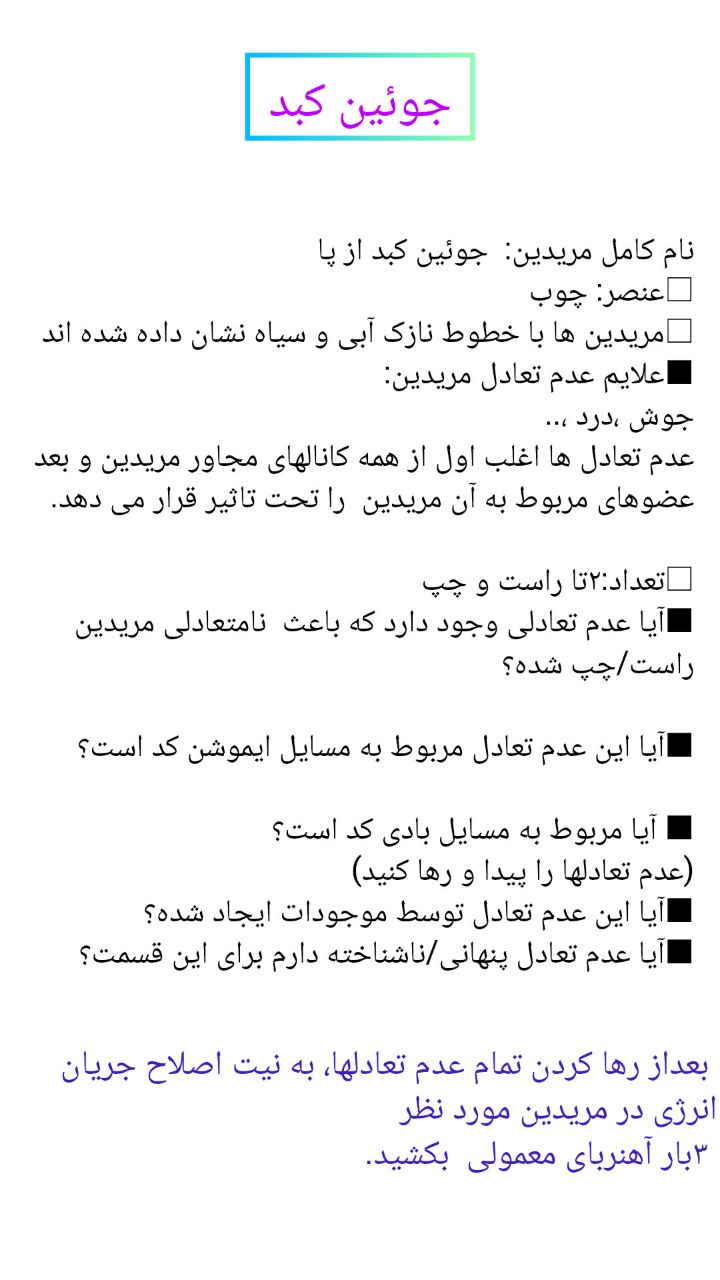 جوئین کبد
نام کامل مریدین: جوئین کبد از پا
□عنصر: چوب
□مریدین ها با خطوط نازک آبی و سیاه نشان داده شده اند
■علایم عدم تعادل مریدین:
جوش ،درد ،..
عدم تعادل ها اغلب اول از همه کانالهای مجاور مریدین و بعد
عضوهای مربوط به آن مریدین را تحت تاثیر قرار می دهد.
□تعداد:۲تا راست و چپ
■آیا عدم تعادلی وجود دارد که باعث نامتعادلی مریدین
راست/چپ شده؟
■آیا این عدم تعادل مربوط به مسایل ایموشن کد است؟
■ آیا مربوط به مسایل بادی کد است؟
(عدم تعادلها را پیدا و رها کنید)
■آیا این عدم تعادل توسط موجودات ایجاد شده؟
■آیا عدم تعادل پنهانی/ناشناخته دارم برای این قسمت؟
بعداز رها کردن تمام عدم تعادلها، به نیت اصلاح جریان
انرژی در مریدین مورد نظر
۳بار آهنربای معمولی بکشید.